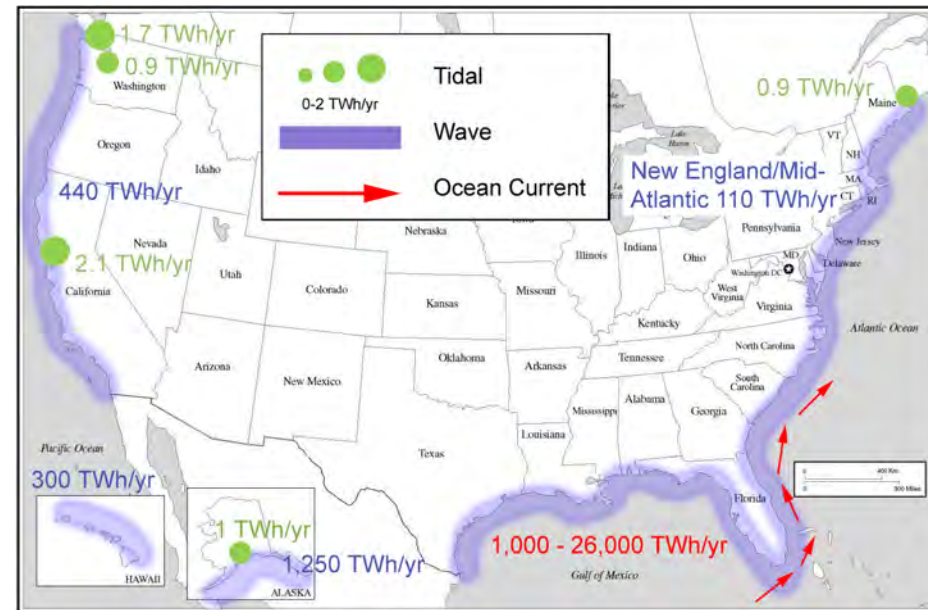 1.7 TWh/yr
0.9 TWh/yr
Washington
Oregon
Idaho
440 TWh/yr
Nevada
2.1 TWh/yr
California
Utah
Arizona
Colorado
New Mexico
Tidal
0-2 TWh/yr
Wave
Ocean Current
Lake
Huron
Nebraska
Kansas
Oklahoma
Texas
Missouri
Arkansas
Louisiana
Illinois
Indiana
Ohio
Kentucky
Tennessee
Mississippi
Alabama
Georgia
Florida
South
Carolina
North Carolina
Virginia
West
Virginia
Washington DC
MD
Delaware
New Jersey
Pennsylvania
0.9 TWh/yr
Maine
VT
NH
MA
CT
RI
New England/Mid-
Atlantic 110 TWh/yr
Atlantic Ocean
Pacific Ocean
300 TWh/yr
HAWAII
1 TWh/yr
1,250 TWh/yr
ALASKA
1,000 - 26,000 TWh/yr
Gulf of Mexico
0 400 Km
0 300 Miles